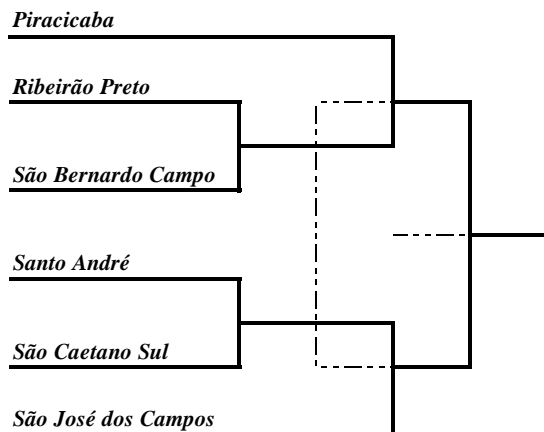 Piracicaba
Ribeirão Preto
São Bernardo Campo
Santo André
São Caetano Sul
São José dos Campos